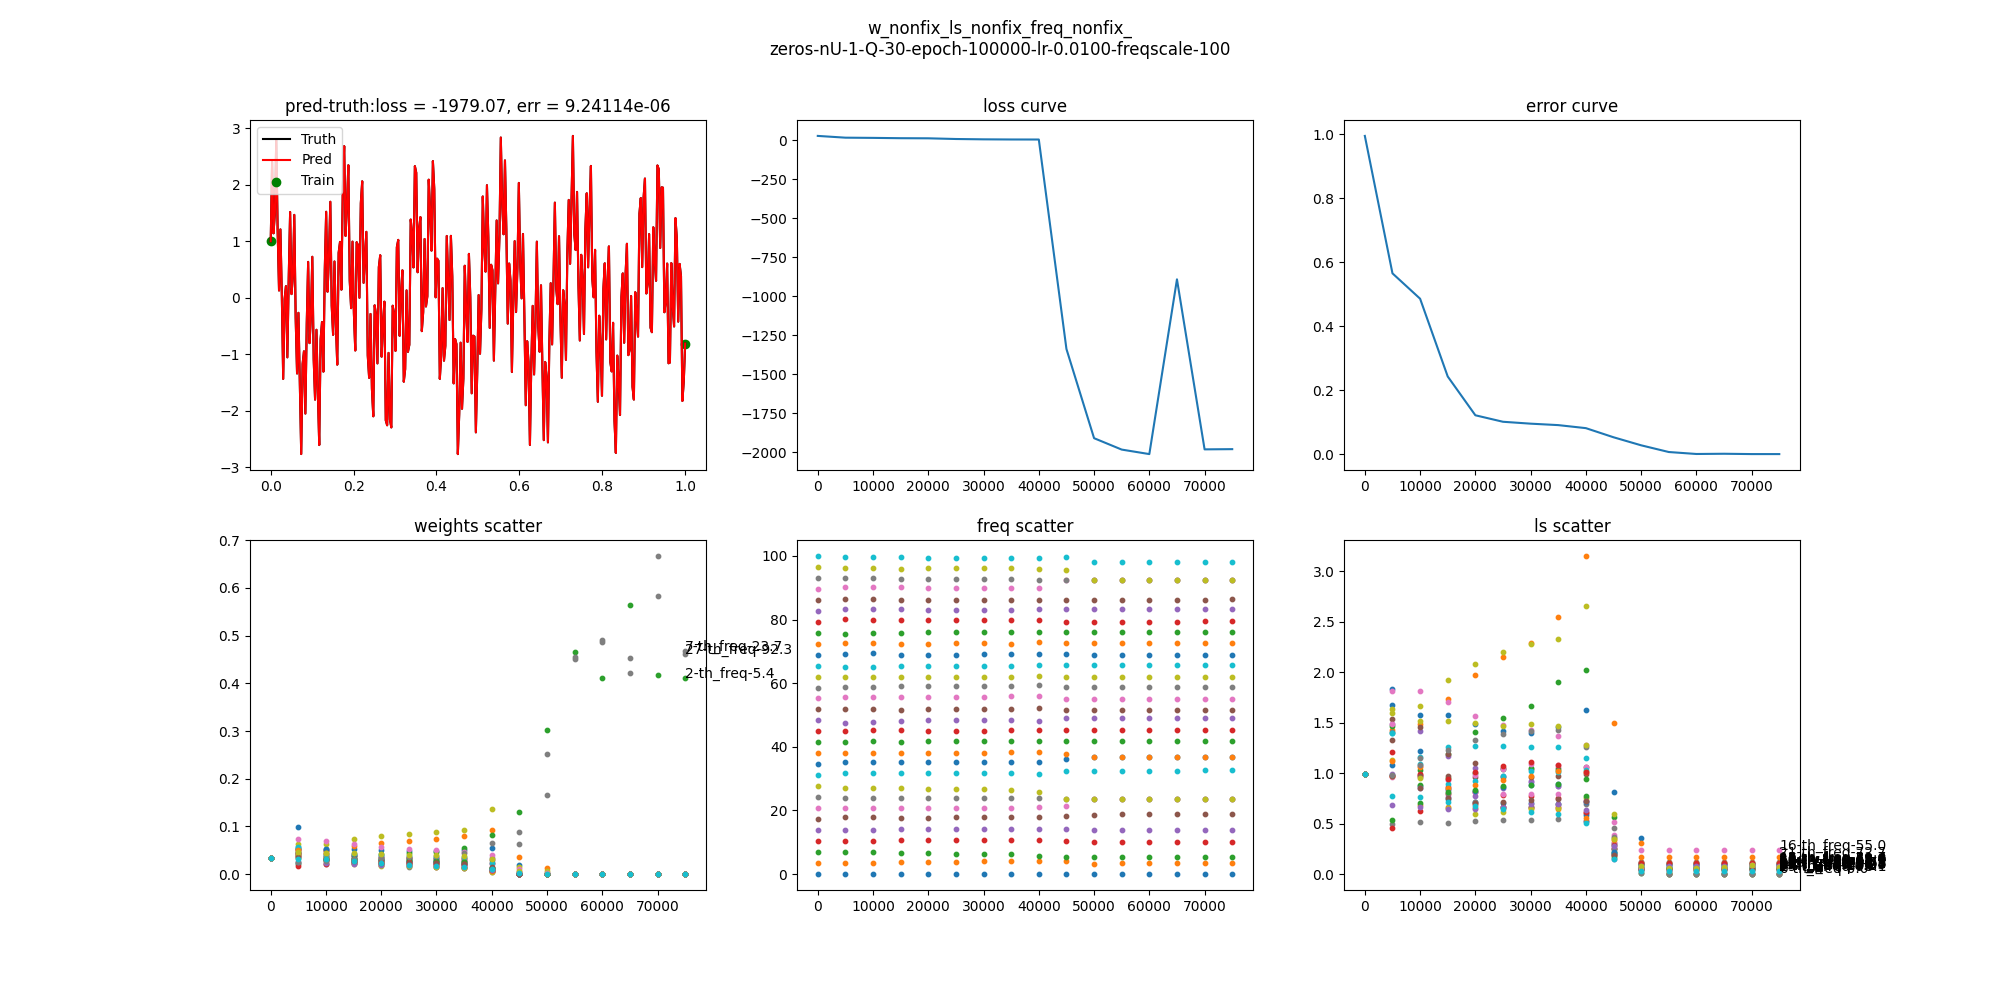 w_nonfix_ls_nonfix_freq_nonfix_
zeros-nU-1-Q-30-epoch-100000-lr-0.0100-freqscale-100
pred-truth:loss = -1979.07, err = 9.24114e-06
Truth
Pred
Train
3
2
1
0
−1
−2
−3
0.0 0.2 0.4 0.6 0.8 1.0
loss curve
0
−250
−500
−750
−1000
−1250
−1500
−1750
−2000
0 10000 20000 30000 40000 50000 60000 70000
error curve
1.0
0.8
0.6
0.4
0.2
0.0
0 10000 20000 30000 40000 50000 60000 70000
weights scatter
0.7
0.6
0.5
0.4
0.3
0.2
0.1
0.0
7-th_freq-23.7
27-th_freq-92.3
2-th_freq-5.4
0 10000 20000 30000 40000 50000 60000 70000
freq scatter
100
80
60
40
20
0
0 10000 20000 30000 40000 50000 60000 70000
ls scatter
3.0
2.5
2.0
1.5
1.0
0.5
0.0
16-th_freq-55.0
0 10000 20000 30000 40000 50000 60000 70000